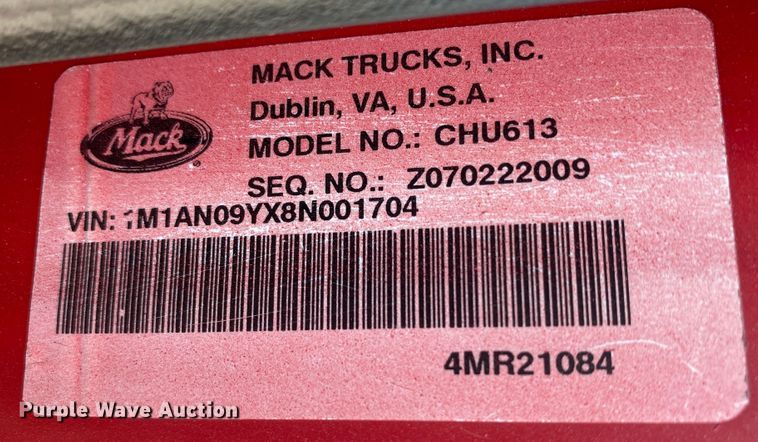 MACK TRUCKS, INC.
Dublin, VA, U.S.A.
Mack
MODEL NO.: CHU613
SEQ. NO.: Z070222009
VIN: 1M1AN09YX8N001704
4MR21084
Purple Wave Auction